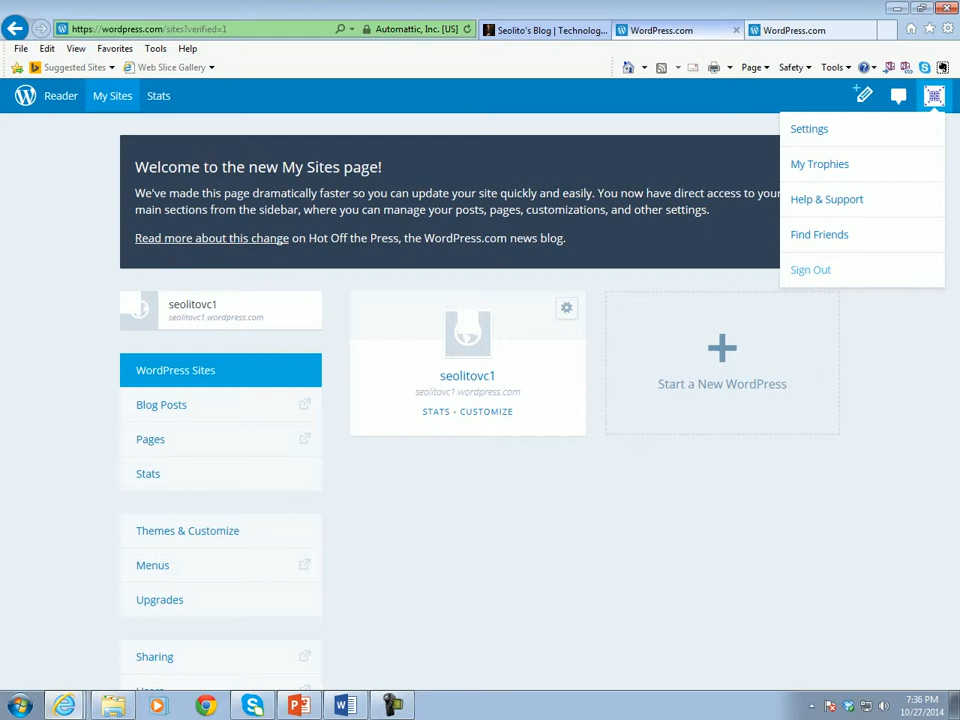 https://wordpress.com/sites?verified=1
Automattic, Inc. [US]
Seolito's Blog | Technolog...
WordPress.com
WordPress.com
File Edit View Favorites Tools Help
Suggested Sites
Web Slice Gallery
Page Safety Tools
Reader My Sites Stats
Settings
My Trophies
Help & Support
Find Friends
Sign Out
Welcome to the new My Sites page!
We've made this page dramatically faster so you can update your site quickly and easily. You now have direct access to your
main sections from the sidebar, where you can manage your posts, pages, customizations, and other settings.
Read more about this change on Hot Off the Press, the WordPress.com news blog.
seolitovc1
seolitovc1.wordpress.com
WordPress Sites
Blog Posts
Pages
Stats
Themes & Customize
Menus
Upgrades
Sharing
Users
seolitovc1
seolitovc1.wordpress.com
STATS · CUSTOMIZE
Start a New WordPress
7:36 PM
10/27/2014